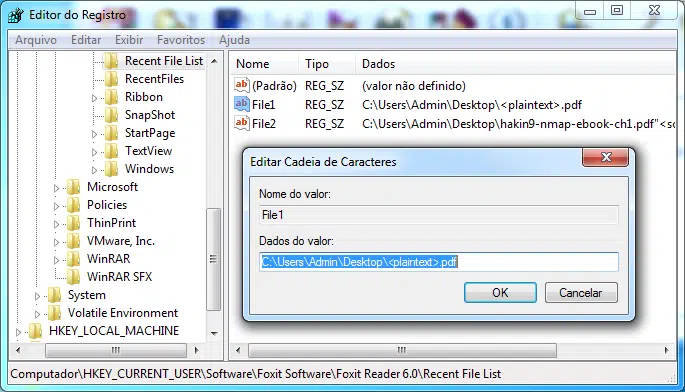 Editor do Registro
Arquivo Editar Exibir Favoritos Ajuda
Recent File List
RecentFiles
Ribbon
SnapShot
StartPage
TextView
Windows
Microsoft
Policies
ThinPrint
VMware, Inc.
WinRAR
WinRAR SFX
System
Volatile Environment
HKEY_LOCAL_MACHINE
Nome Tipo Dados
ab (Padrão) REG_SZ (valor não definido)
ab File1 REG_SZ C:\Users\Admin\Desktop\<plaintext>.pdf
ab File2 REG_SZ C:\Users\Admin\Desktop\hakin9-nmap-ebook-ch1.pdf"<sc
Editar Cadeia de Caracteres
Nome do valor:
File1
Dados do valor:
C:\Users\Admin\Desktop\<plaintext>.pdf
OK Cancelar
Computador\HKEY_CURRENT_USER\Software\Foxit Software\Foxit Reader 6.0\Recent File List